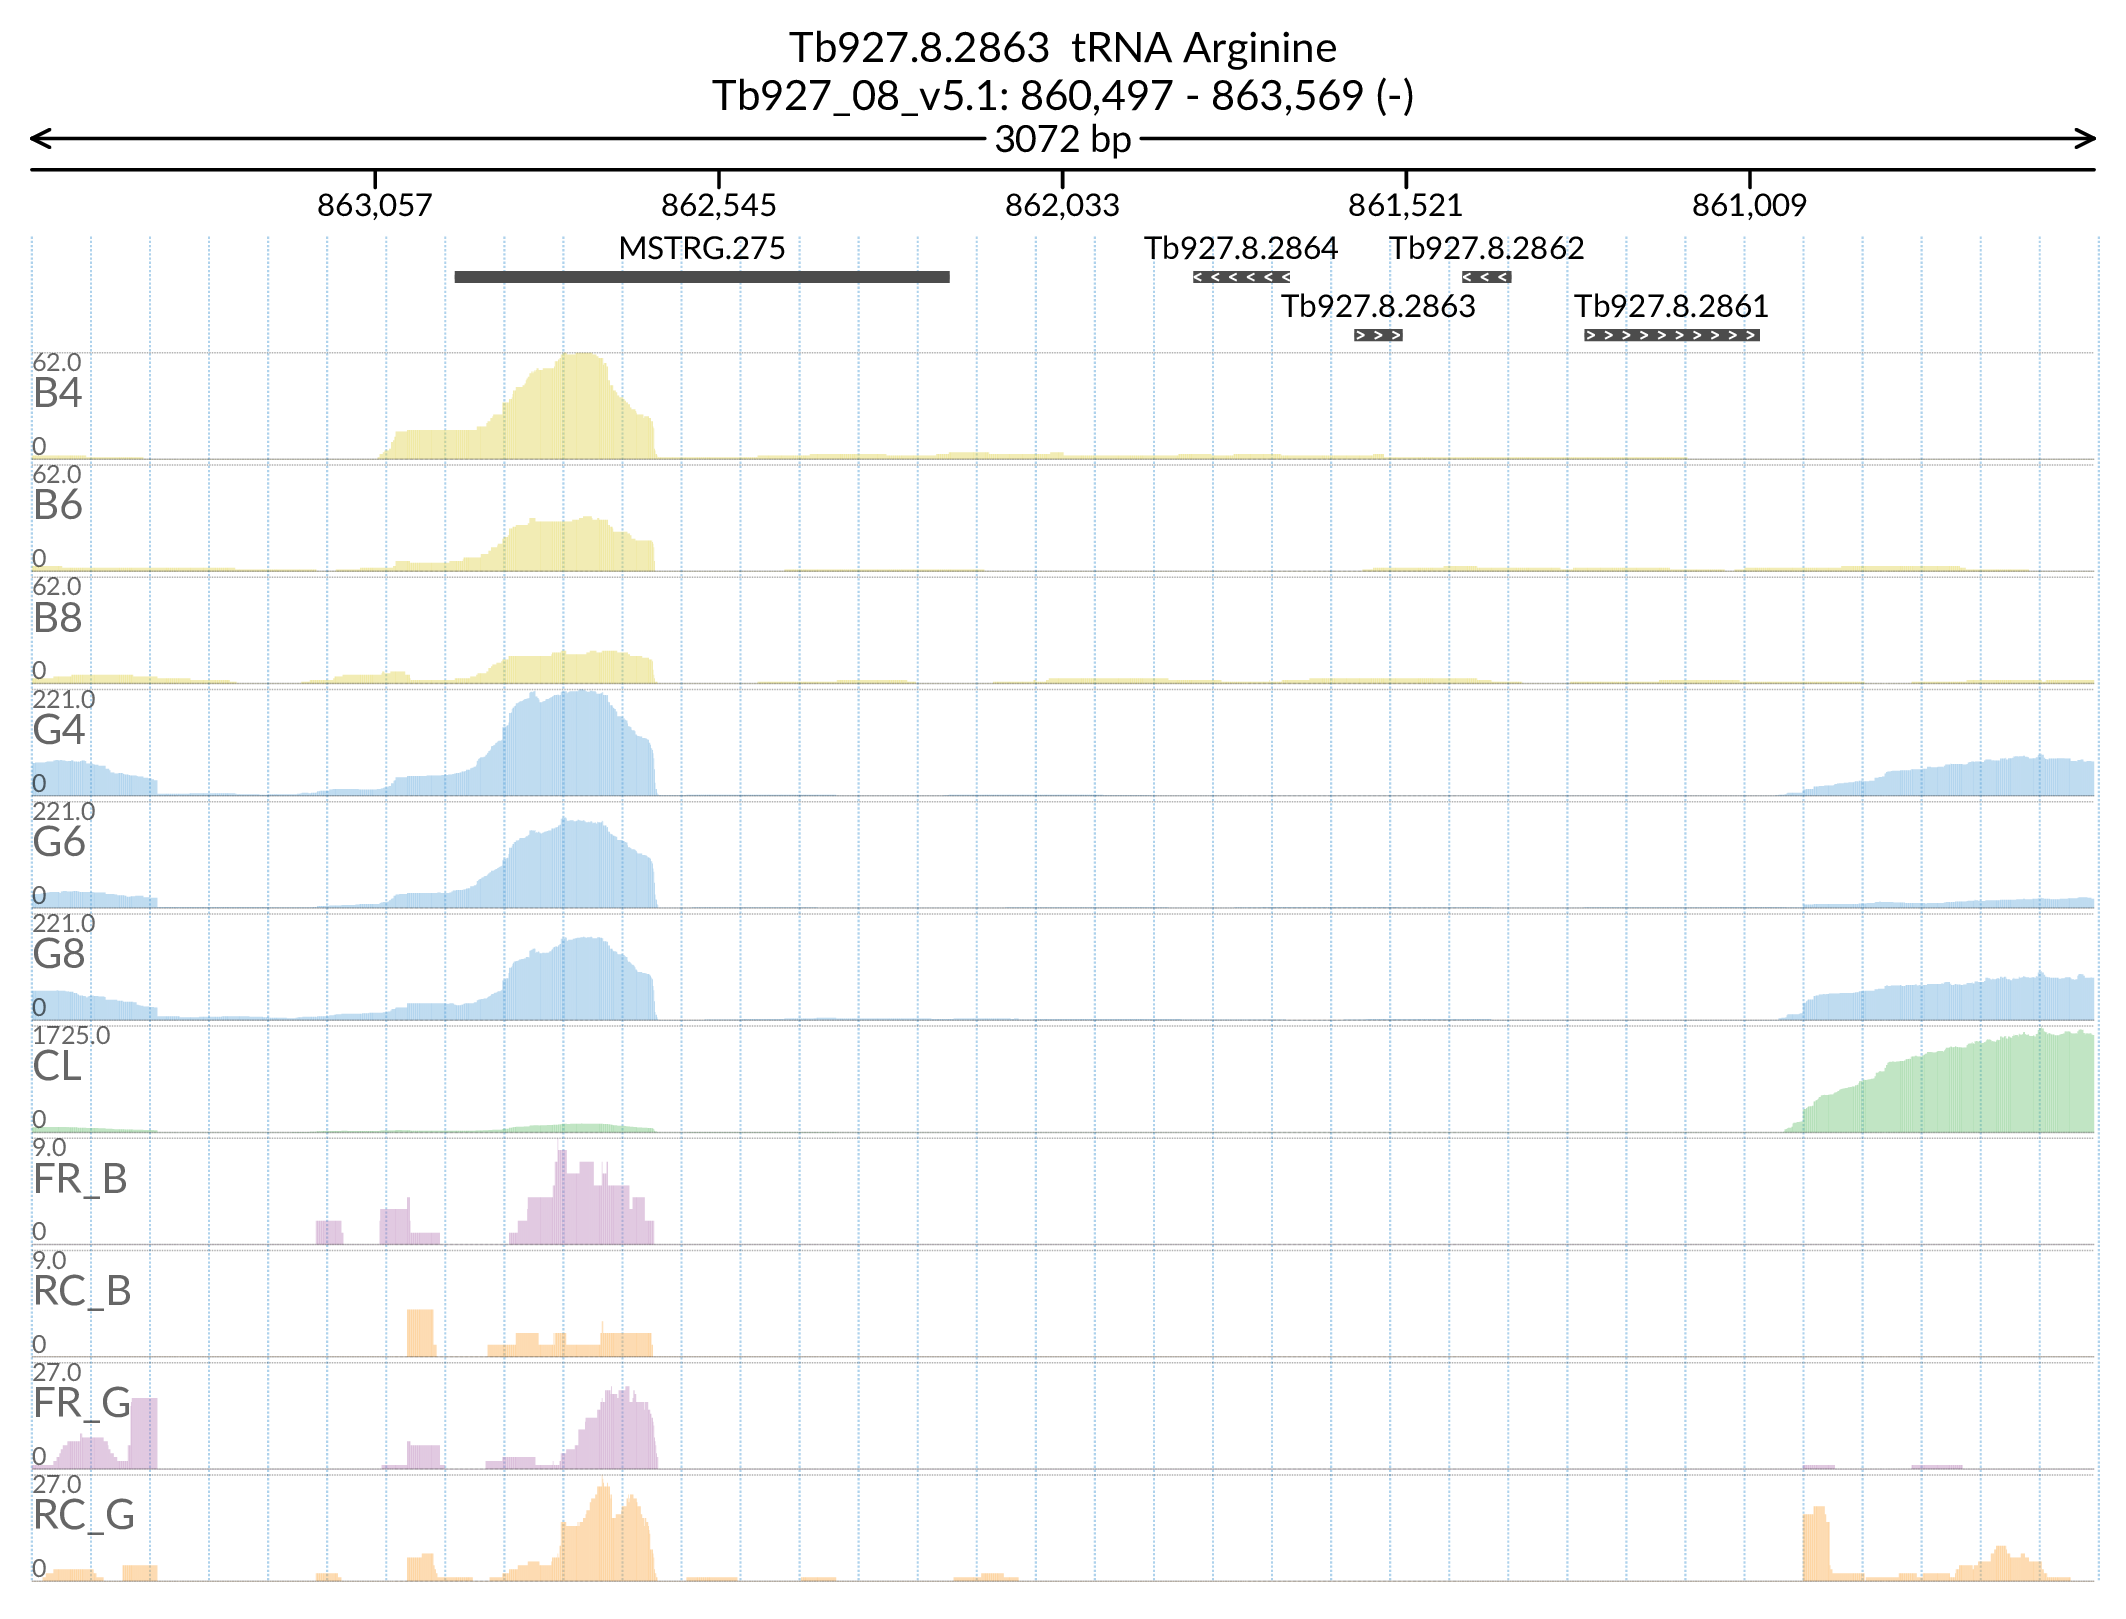 Tb927.8.2863 tRNA Arginine
Tb927_08_v5.1: 860,497 - 863,569 (-)
3072 bp
863,057 862,545 862,033 861,521 861,009
MSTRG.275 Tb927.8.2864 Tb927.8.2862
Tb927.8.2863 Tb927.8.2861
62.0
B4
0
62.0
B6
0
62.0
B8
0
221.0
G4
0
221.0
G6
0
221.0
G8
0
1725.0
CL
0
9.0
FR_B
0
9.0
RC_B
0
27.0
FR_G
0
27.0
RC_G
0